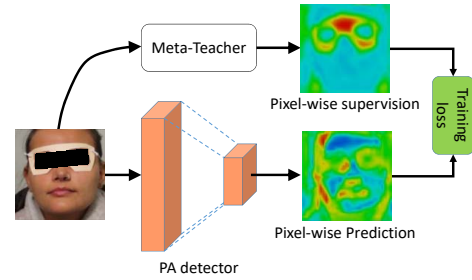 Meta-Teacher
Pixel-wise supervision
Training
loss
Pixel-wise Prediction
PA detector